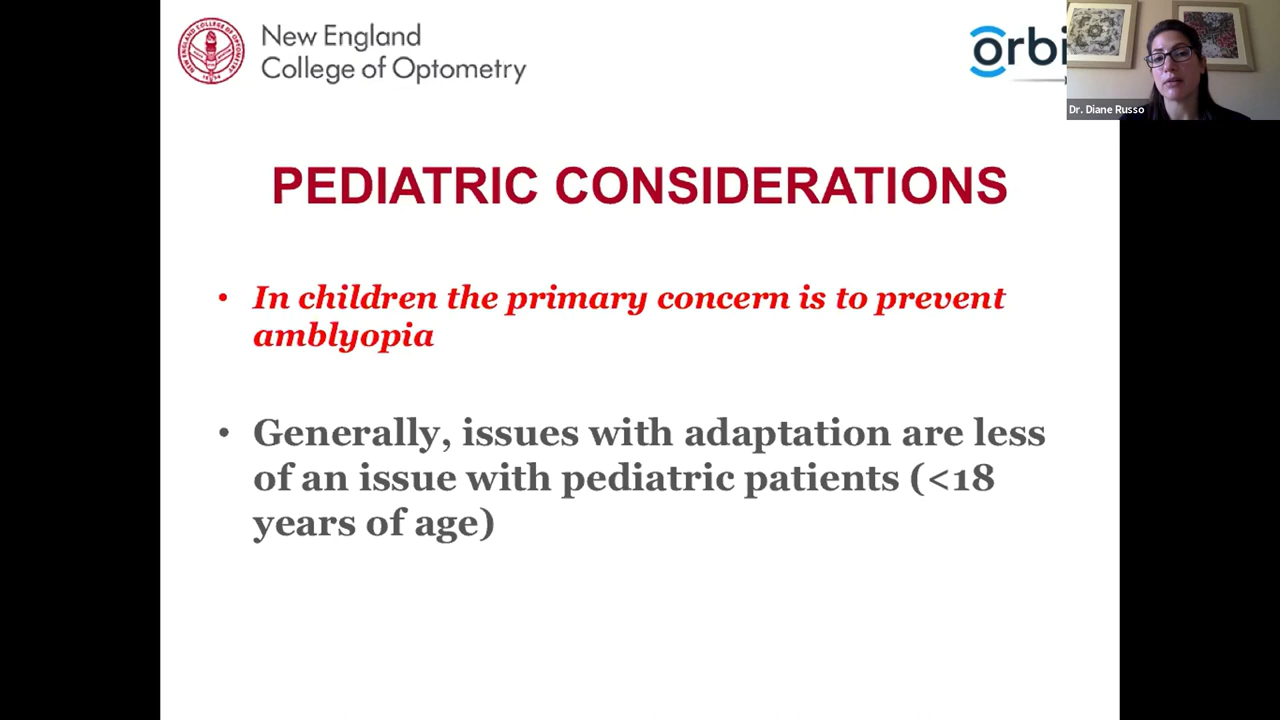 New England
College of Optometry
orbi
Dr. Diane Russo
PEDIATRIC CONSIDERATIONS
• In children the primary concern is to prevent
amblyopia
• Generally, issues with adaptation are less
of an issue with pediatric patients (<18
years of age)